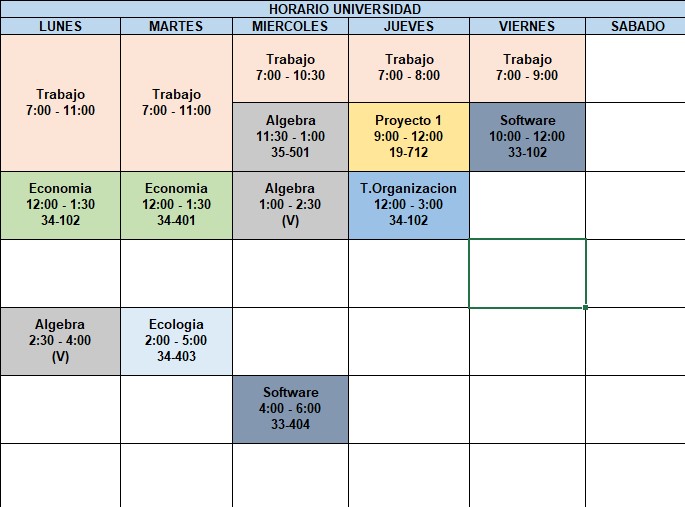 HORARIO UNIVERSIDAD
LUNES MARTES MIERCOLES JUEVES VIERNES SABADO
Trabajo
7:00 - 11:00
Trabajo
7:00 - 11:00
Trabajo
7:00 - 10:30
Trabajo
7:00 - 8:00
Trabajo
7:00 - 9:00
Algebra
11:30 - 1:00
35-501
Proyecto 1
9:00 - 12:00
19-712
Software
10:00 - 12:00
33-102
Economia
12:00 - 1:30
34-102
Economia
12:00 - 1:30
34-401
Algebra
1:00 - 2:30
(V)
T.Organizacion
12:00 - 3:00
34-102
Algebra
2:30 - 4:00
(V)
Ecologia
2:00 - 5:00
34-403
Software
4:00 - 6:00
33-404